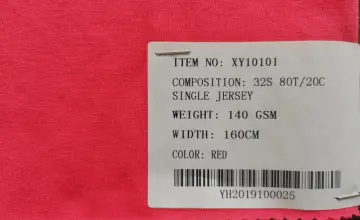 ITEM NO: XY10101
COMPOSITION: 32S 80T/20C
SINGLE JERSEY
WEIGHT: 140 GSM
WIDTH: 160CM
COLOR: RED
YH2019100025